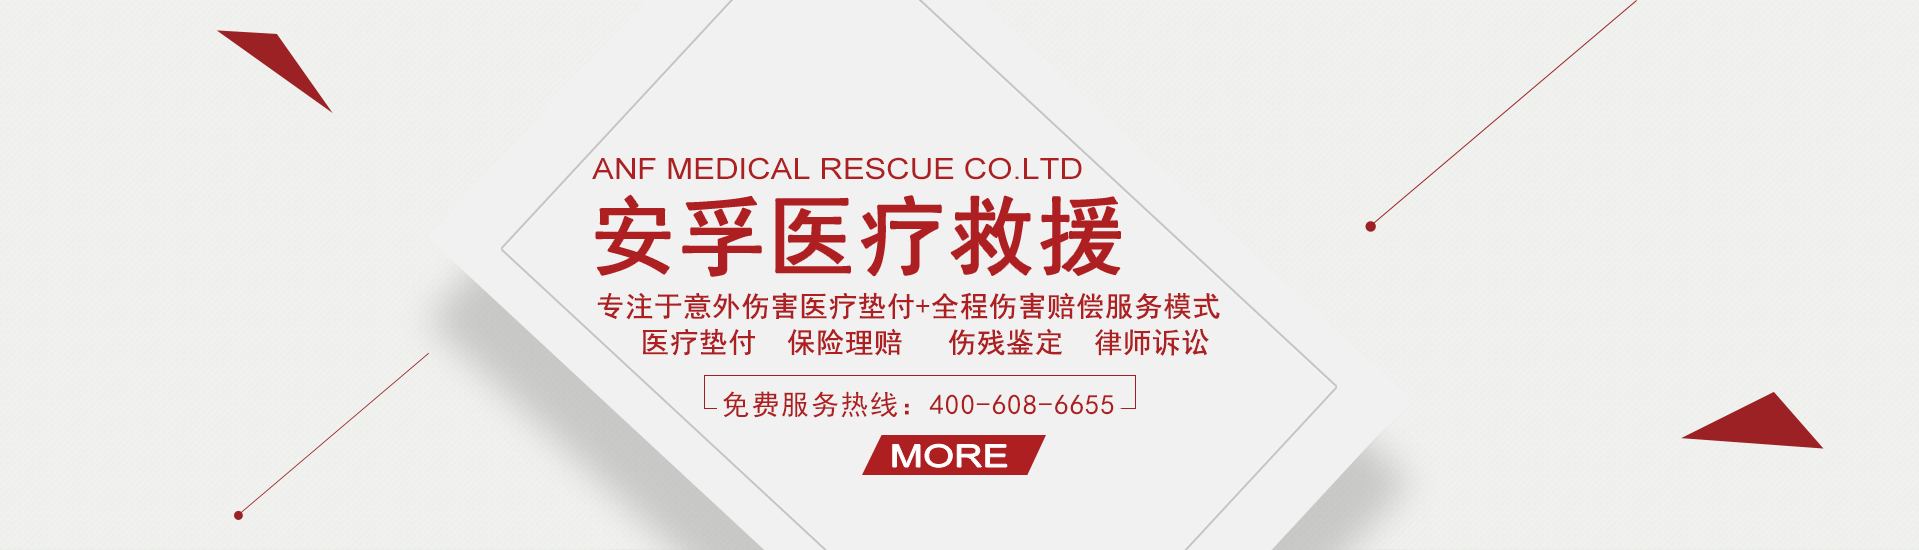 ANF MEDICAL RESCUE CO.LTD
安孚医疗救援
专注于意外伤害医疗垫付+全程伤害赔偿服务模式
医疗垫付 保险理赔 伤残鉴定 律师诉讼
免费服务热线：400-608-6655
MORE